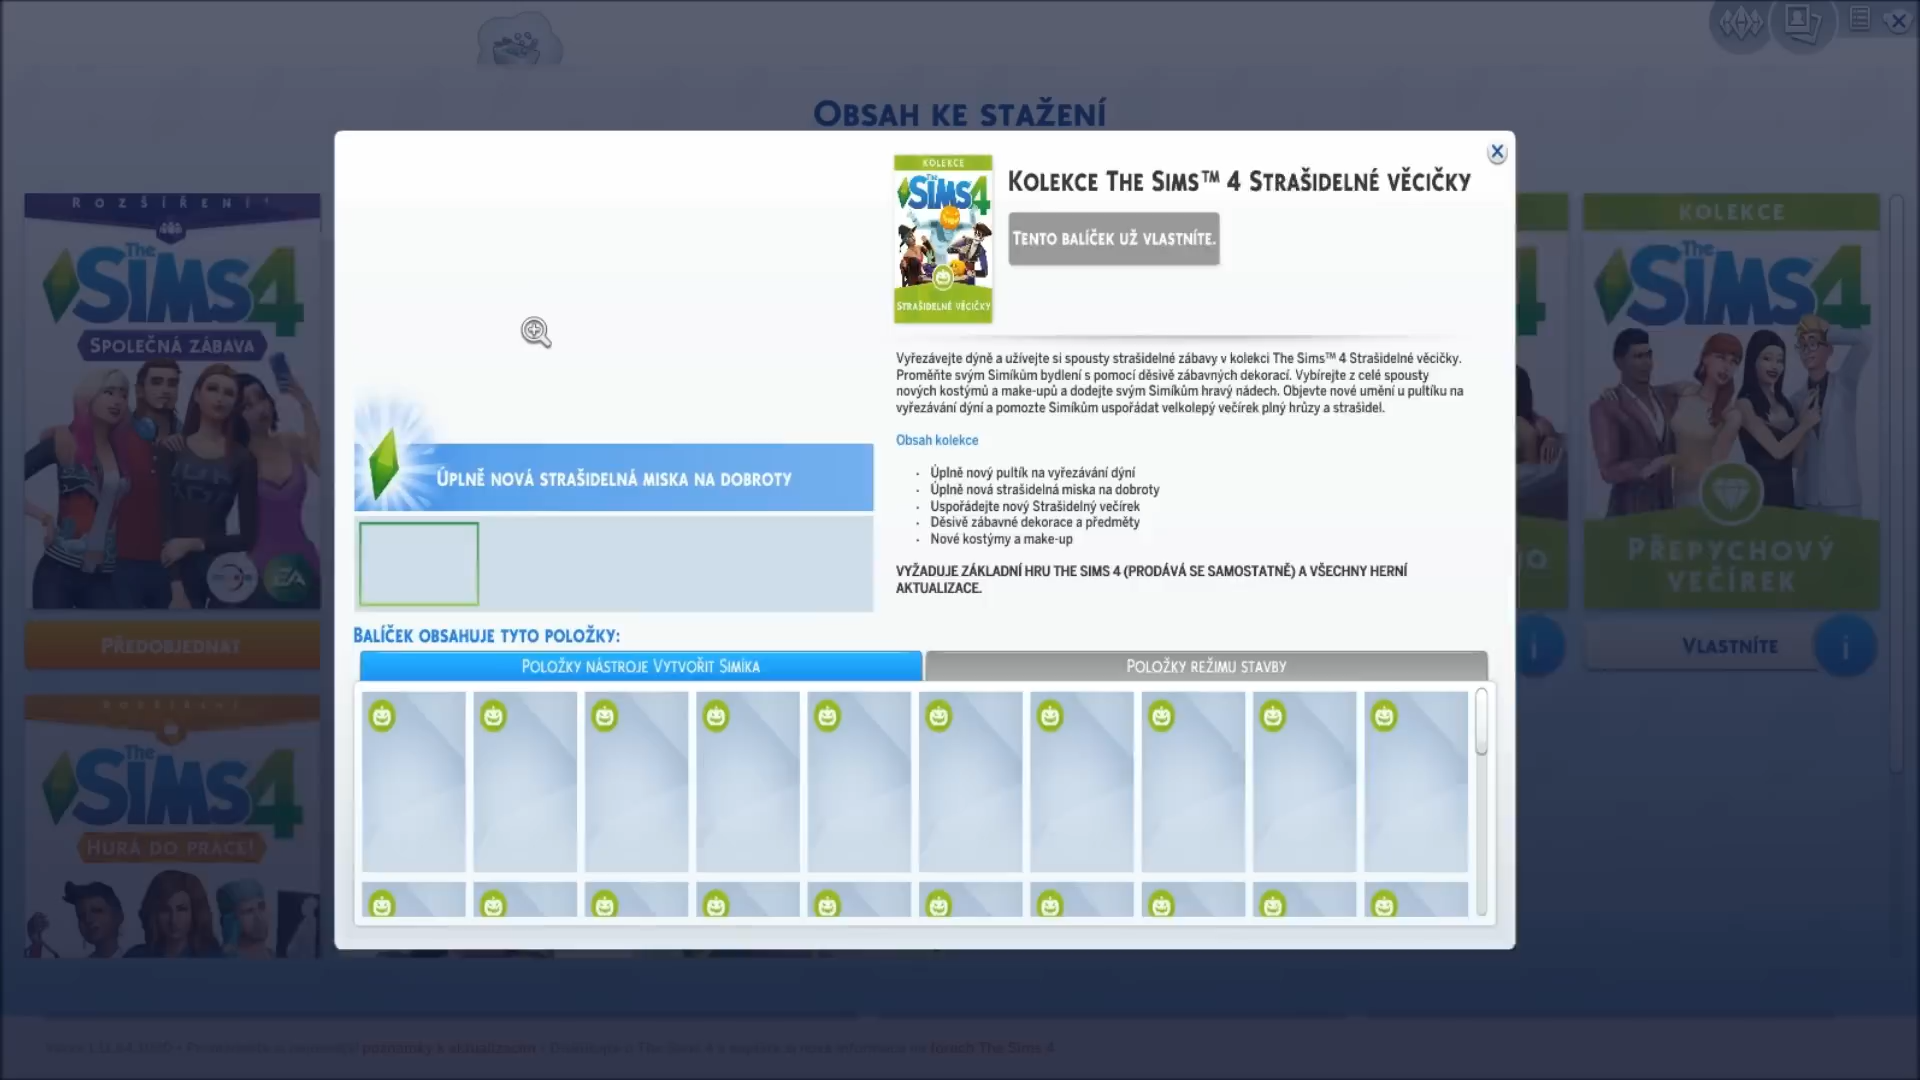 OBSAH KE STAŽENÍ
ROZŠÍŘENÍ!
The SIMS 4
SPOLEČNÁ ZÁBAVA
EA
PŘEDOBJEDNAT
The SIMS 4
HURÁ DO PRÁCE!
KOLEKCE
The SIMS 4
STRAŠIDELNÉ VĚCIČKY
KOLEKCE THE SIMS™ 4 STRAŠIDELNÉ VĚCIČKY
TENTO BALÍČEK UŽ VLASTNÍTE.
Vyřezávejte dýně a užívejte si spousty strašidelné zábavy v kolekci The Sims™ 4 Strašidelné věcičky.
Proměňte svým Simíkům bydlení s pomocí děsivě zábavných dekorací. Vybírejte z celé spousty
nových kostýmů a make-upů a dodejte svým Simíkům hravý nádech. Objevte nové umění u pultíku na
vyřezávání dýní a pomozte Simíkům uspořádat velkolepý večírek plný hrůzy a strašidel.
Obsah kolekce
· Úplně nový pultík na vyřezávání dýní
· Úplně nová strašidelná miska na dobroty
· Uspořádejte nový Strašidelný večírek
· Děsivě zábavné dekorace a předměty
· Nové kostýmy a make-up
VYŽADUJE ZÁKLADNÍ HRU THE SIMS 4 (PRODÁVÁ SE SAMOSTATNĚ) A VŠECHNY HERNÍ
AKTUALIZACE.
ÚPLNĚ NOVÁ STRAŠIDELNÁ MISKA NA DOBROTY
BALÍČEK OBSAHUJE TYTO POLOŽKY:
POLOŽKY NÁSTROJE VYTVOŘIT SIMÍKA
POLOŽKY REŽIMU STAVBY
KOLEKCE
The SIMS 4
PŘEPYCHOVÝ
VEČÍREK
VLASTNÍTE
i
poznámky k aktualizacím
fórech The Sims 4